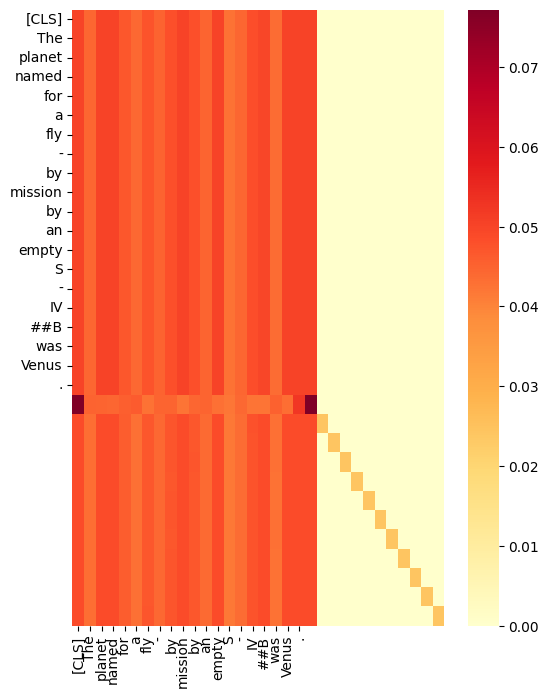 [CLS]
The
planet
named
for
a
fly
-
by
mission
by
an
empty
S
-
IV
##B
was
Venus
.
0.07
0.06
0.05
0.04
0.03
0.02
0.01
0.00
[CLS]
The
planet
named
for
a
fly
-
by
mission
by
an
empty
S
-
IV
##B
was
Venus
.